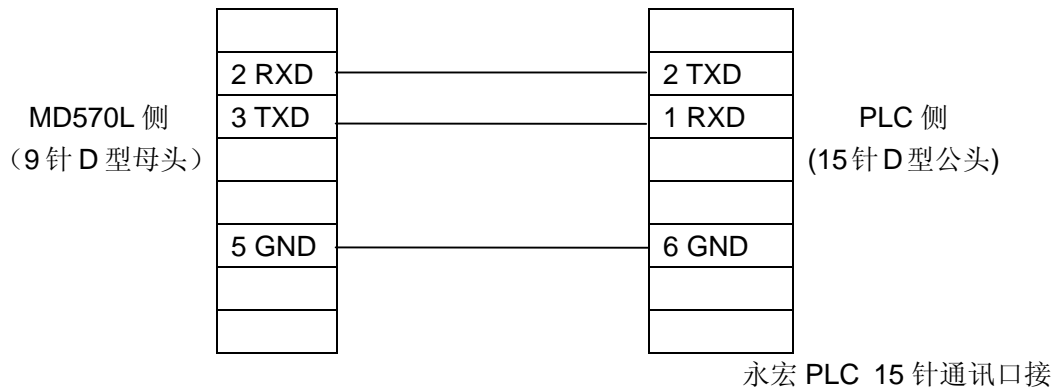 2 RXD
2 TXD
MD570L 侧
3 TXD
1 RXD
PLC 侧
（9 针 D 型母头）
(15 针 D 型公头)
5 GND
6 GND
永宏 PLC 15 针通讯口接